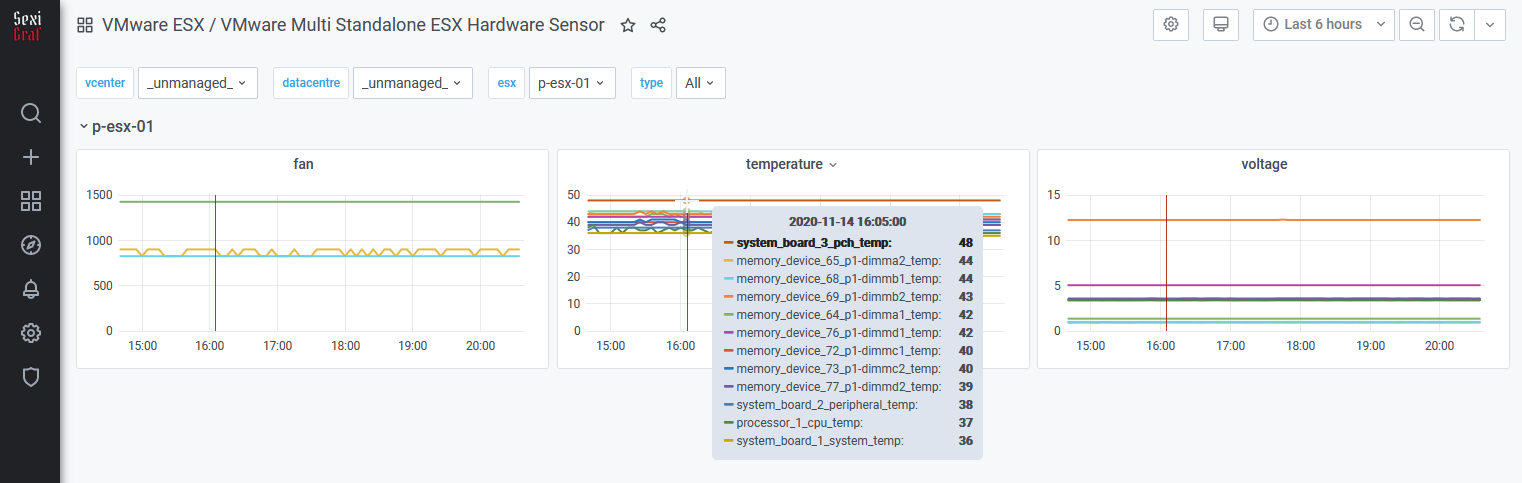 Sexi
Graf
VMware ESX / VMware Multi Standalone ESX Hardware Sensor
Last 6 hours
vcenter _unmanaged_ datacentre _unmanaged_ esx p-esx-01 type All
p-esx-01
fan
1500
1000
500
0
15:00 16:00 17:00 18:00 19:00 20:00
temperature
50
40
30
20
10
0
15:00 16:00
2020-11-14 16:05:00
system_board_3_pch_temp: 48
memory_device_65_p1-dimma2_temp: 44
memory_device_68_p1-dimmb1_temp: 44
memory_device_69_p1-dimmb2_temp: 43
memory_device_64_p1-dimma1_temp: 42
memory_device_76_p1-dimmd1_temp: 42
memory_device_72_p1-dimmc1_temp: 40
memory_device_73_p1-dimmc2_temp: 40
memory_device_77_p1-dimmd2_temp: 39
system_board_2_peripheral_temp: 38
processor_1_cpu_temp: 37
system_board_1_system_temp: 36
voltage
15
10
5
0
15:00 16:00 17:00 18:00 19:00 20:00